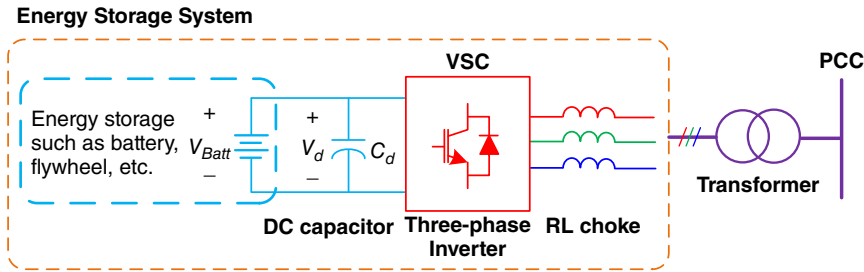 Energy Storage System
VSC
PCC
Energy storage
such as battery,
flywheel, etc.
+
V_Batt
–
+
V_d
–
C_d
DC capacitor
Three-phase
Inverter
RL choke
Transformer